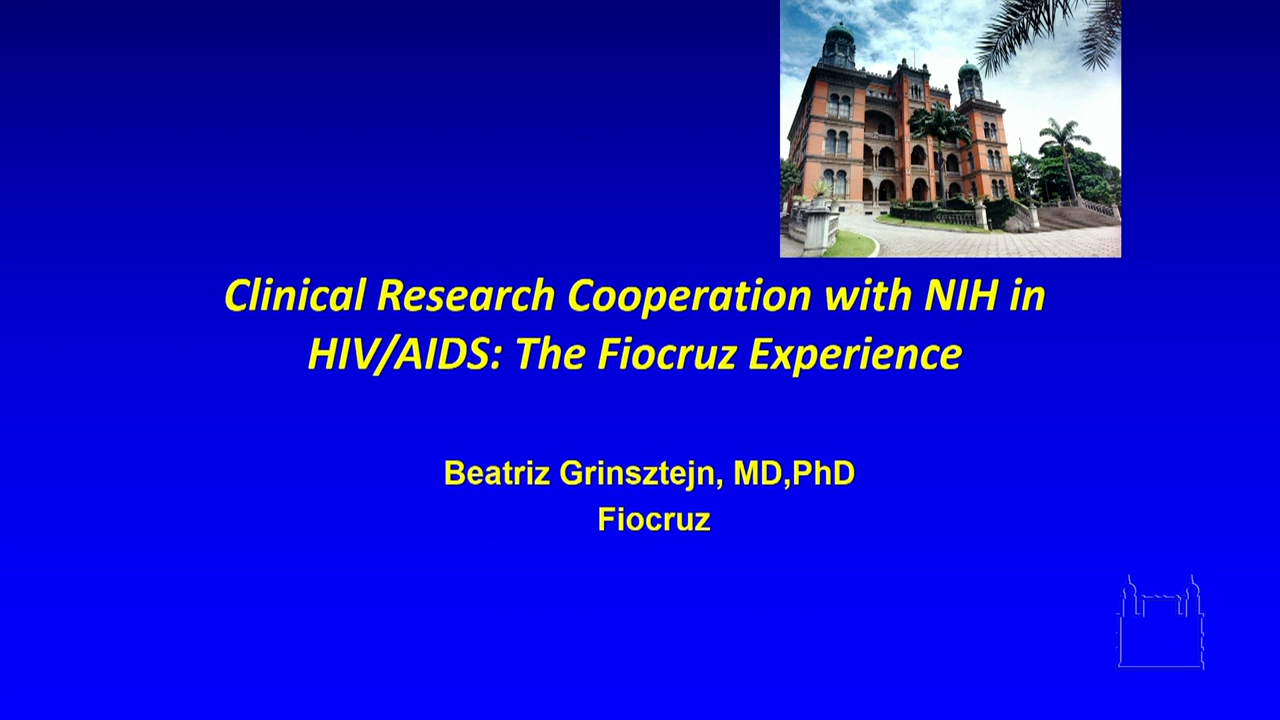 Clinical Research Cooperation with NIH in
HIV/AIDS: The Fiocruz Experience
Beatriz Grinsztejn, MD,PhD
Fiocruz